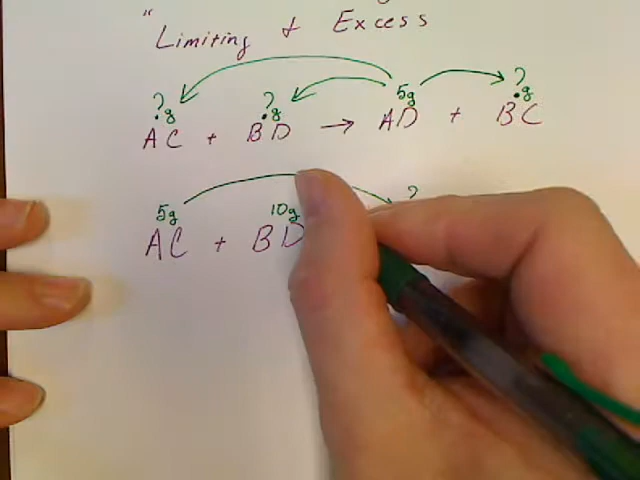 "Limiting & Excess
?g ?g 5g ?g
AC + BD → AD + BC
5g 10g ?
AC + BD